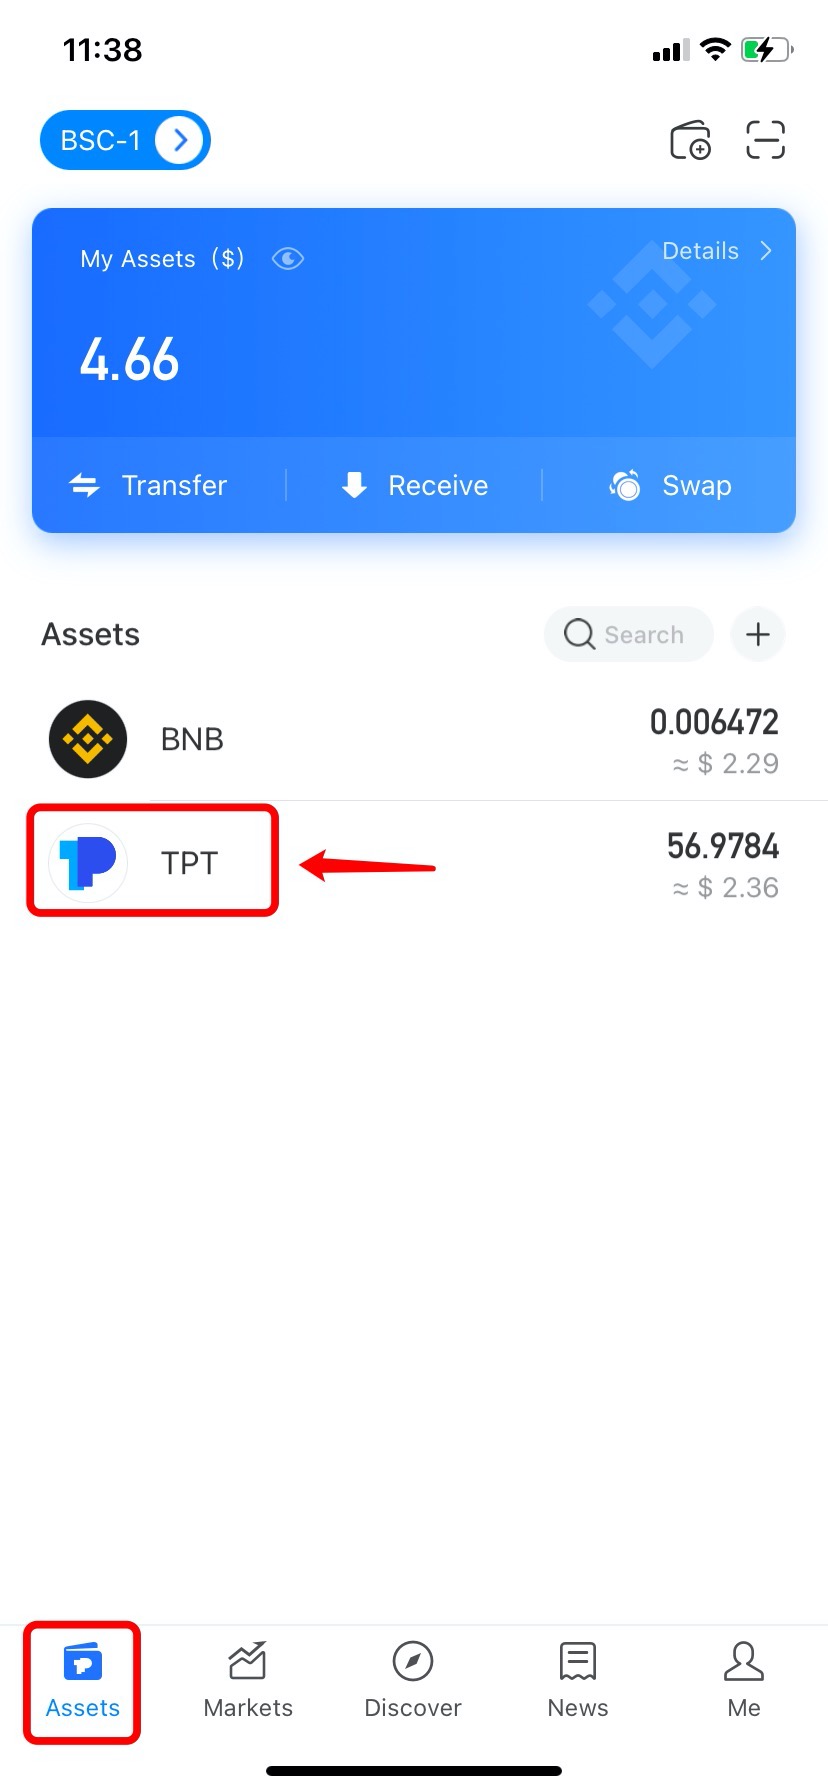 11:38
BSC-1
My Assets ($)
Details
4.66
Transfer
Receive
Swap
Assets
Search
BNB
0.006472
≈ $ 2.29
TPT
56.9784
≈ $ 2.36
Assets
Markets
Discover
News
Me